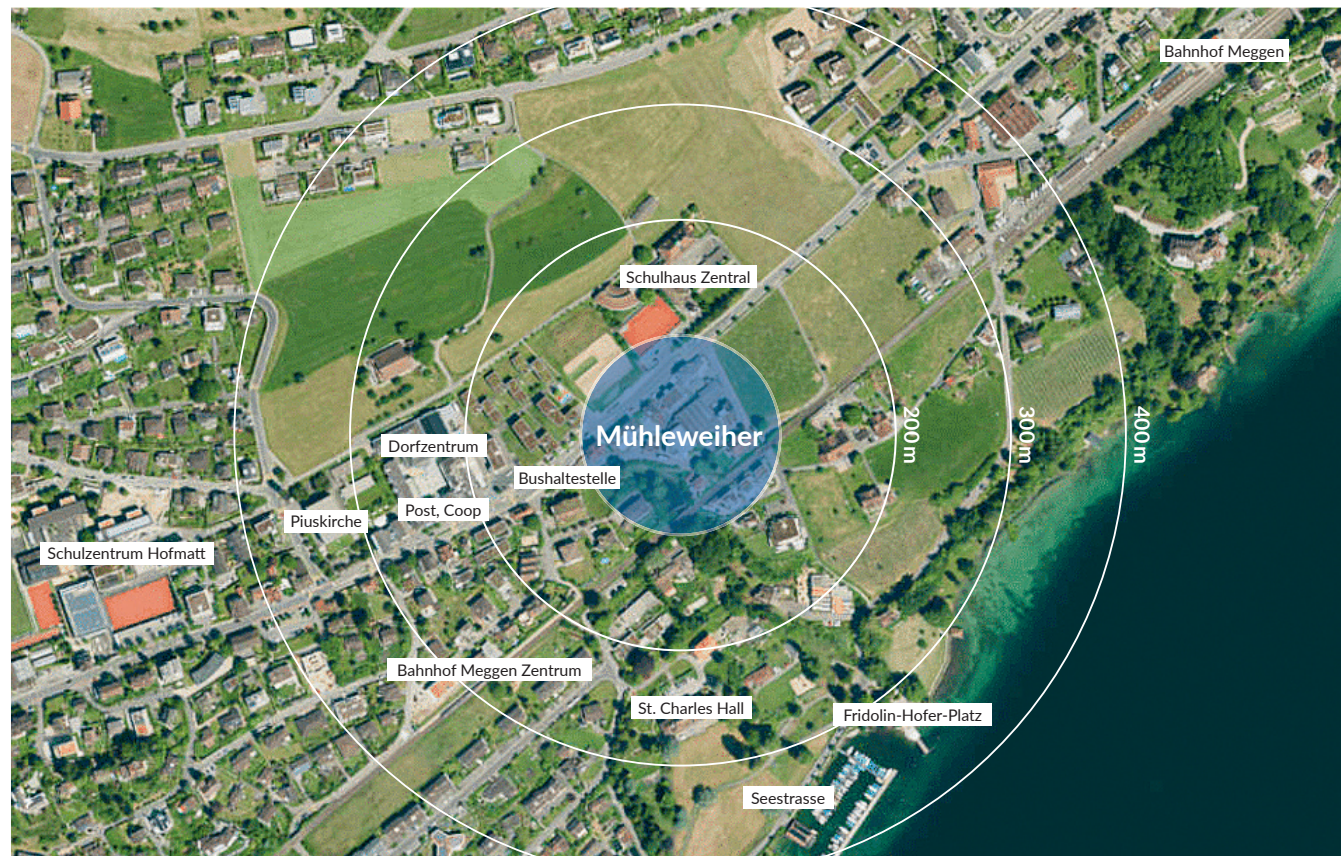 Bahnhof Meggen
Schulhaus Zentral
Mühleweiher
200 m
300 m
400 m
Dorfzentrum
Bushaltestelle
Post, Coop
Piuskirche
Schulzentrum Hofmatt
Bahnhof Meggen Zentrum
St. Charles Hall
Fridolin-Hofer-Platz
Seestrasse